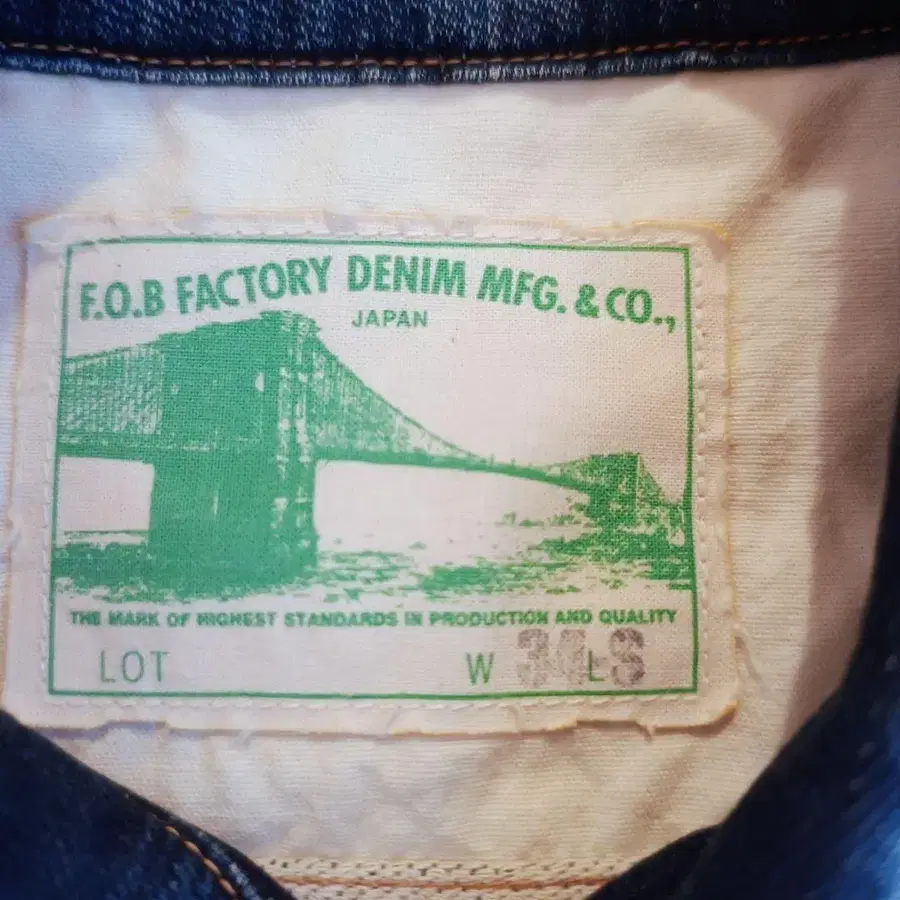 F.O.B FACTORY DENIM MFG. & CO.,
JAPAN
THE MARK OF HIGHEST STANDARDS IN PRODUCTION AND QUALITY
LOT W L